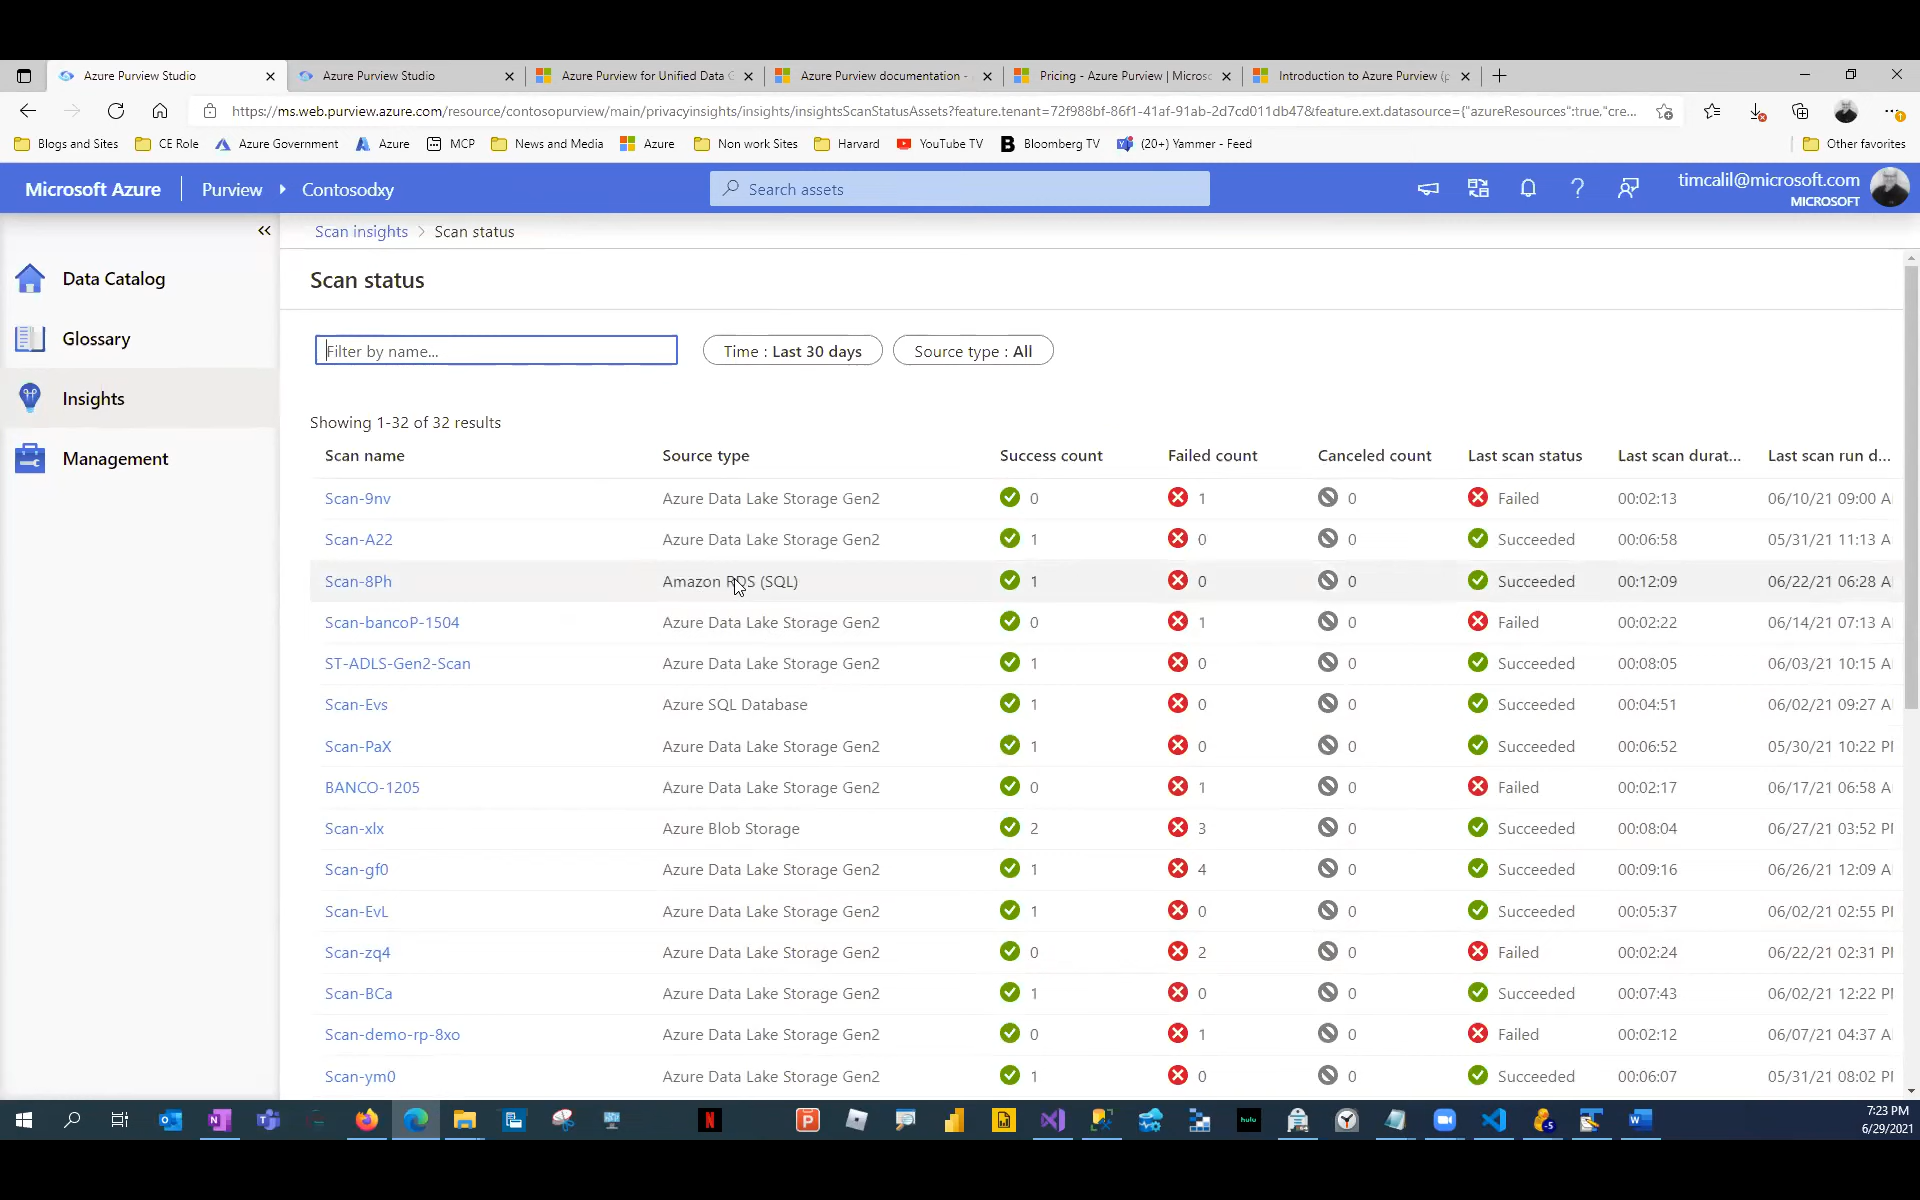 Azure Purview Studio
Azure Purview Studio
Azure Purview for Unified Data G
Azure Purview documentation -
Pricing - Azure Purview | Microsc
Introduction to Azure Purview (p
https://ms.web.purview.azure.com/resource/contosopurview/main/privacyinsights/insights/insightsScanStatusAssets?feature.tenant=72f988bf-86f1-41af-91ab-2d7cd011db47&feature.ext.datasource={"azureResources":true,"cre...
Blogs and Sites
CE Role
Azure Government
Azure
MCP
News and Media
Azure
Non work Sites
Harvard
YouTube TV
Bloomberg TV
(20+) Yammer - Feed
Other favorites
Microsoft Azure
Purview
Contosodxy
Search assets
timcalil@microsoft.com
MICROSOFT
Data Catalog
Glossary
Insights
Management
Scan insights > Scan status
Scan status
Filter by name...
Time : Last 30 days
Source type : All
Showing 1-32 of 32 results
Scan name Source type Success count Failed count Canceled count Last scan status Last scan durat... Last scan run d...
Scan-9nv Azure Data Lake Storage Gen2 0 1 0 Failed 00:02:13 06/10/21 09:00 A
Scan-A22 Azure Data Lake Storage Gen2 1 0 0 Succeeded 00:06:58 05/31/21 11:13 A
Scan-8Ph Amazon RDS (SQL) 1 0 0 Succeeded 00:12:09 06/22/21 06:28 A
Scan-bancoP-1504 Azure Data Lake Storage Gen2 0 1 0 Failed 00:02:22 06/14/21 07:13 A
ST-ADLS-Gen2-Scan Azure Data Lake Storage Gen2 1 0 0 Succeeded 00:08:05 06/03/21 10:15 A
Scan-Evs Azure SQL Database 1 0 0 Succeeded 00:04:51 06/02/21 09:27 A
Scan-PaX Azure Data Lake Storage Gen2 1 0 0 Succeeded 00:06:52 05/30/21 10:22 PI
BANCO-1205 Azure Data Lake Storage Gen2 0 1 0 Failed 00:02:17 06/17/21 06:58 A
Scan-xlx Azure Blob Storage 2 3 0 Succeeded 00:08:04 06/27/21 03:52 PI
Scan-gf0 Azure Data Lake Storage Gen2 1 4 0 Succeeded 00:09:16 06/26/21 12:09 A
Scan-EvL Azure Data Lake Storage Gen2 1 0 0 Succeeded 00:05:37 06/02/21 02:55 PI
Scan-zq4 Azure Data Lake Storage Gen2 0 2 0 Failed 00:02:24 06/22/21 02:31 PI
Scan-BCa Azure Data Lake Storage Gen2 1 0 0 Succeeded 00:07:43 06/02/21 12:22 PI
Scan-demo-rp-8xo Azure Data Lake Storage Gen2 0 1 0 Failed 00:02:12 06/07/21 04:37 A
Scan-ym0 Azure Data Lake Storage Gen2 1 0 0 Succeeded 00:06:07 05/31/21 08:02 PI
hulu
7:23 PM
6/29/2021